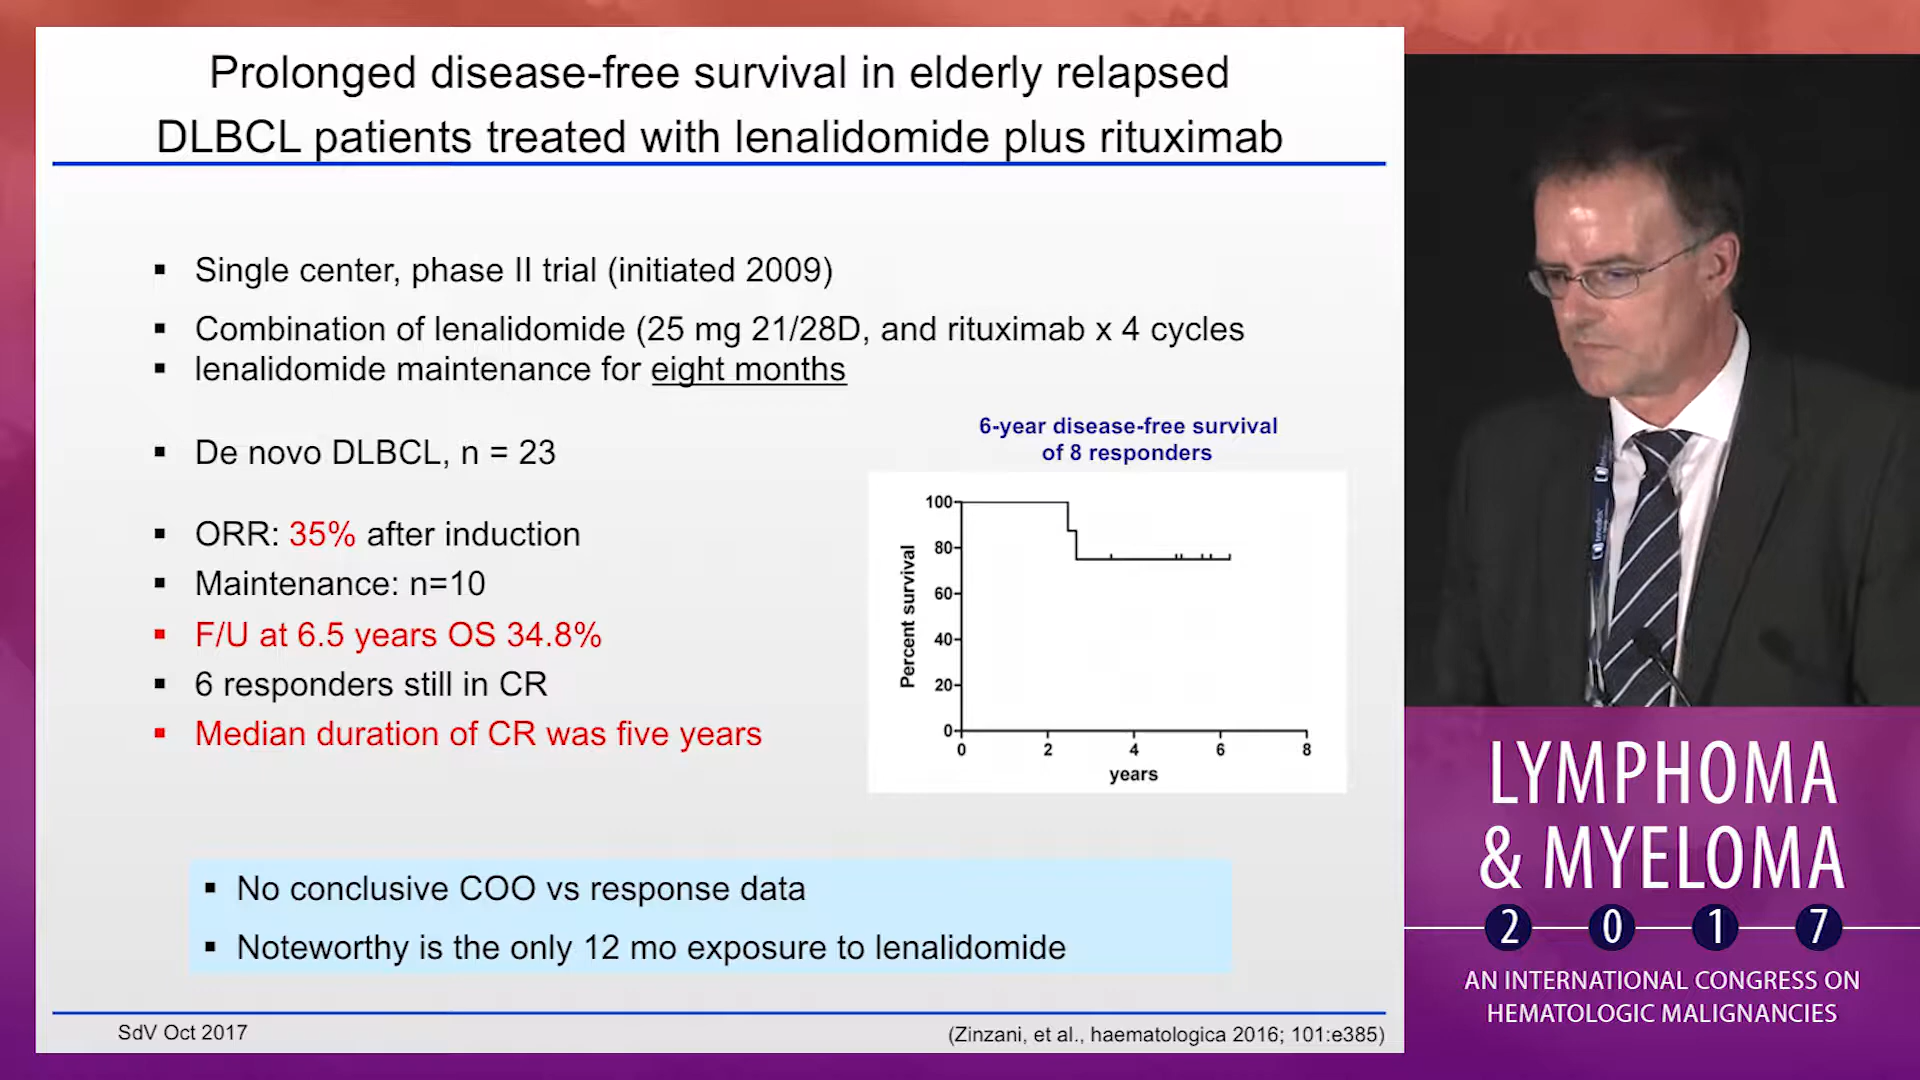 Prolonged disease-free survival in elderly relapsed
DLBCL patients treated with lenalidomide plus rituximab
▪ Single center, phase II trial (initiated 2009)
▪ Combination of lenalidomide (25 mg 21/28D, and rituximab x 4 cycles
▪ lenalidomide maintenance for eight months
▪ De novo DLBCL, n = 23
▪ ORR: 35% after induction
▪ Maintenance: n=10
▪ F/U at 6.5 years OS 34.8%
▪ 6 responders still in CR
▪ Median duration of CR was five years
6-year disease-free survival
of 8 responders
Percent survival
100
80
60
40
20
0
0 2 4 6 8
years
▪ No conclusive COO vs response data
▪ Noteworthy is the only 12 mo exposure to lenalidomide
SdV Oct 2017
(Zinzani, et al., haematologica 2016; 101:e385)
LYMPHOMA
& MYELOMA
2 0 1 7
AN INTERNATIONAL CONGRESS ON
HEMATOLOGIC MALIGNANCIES